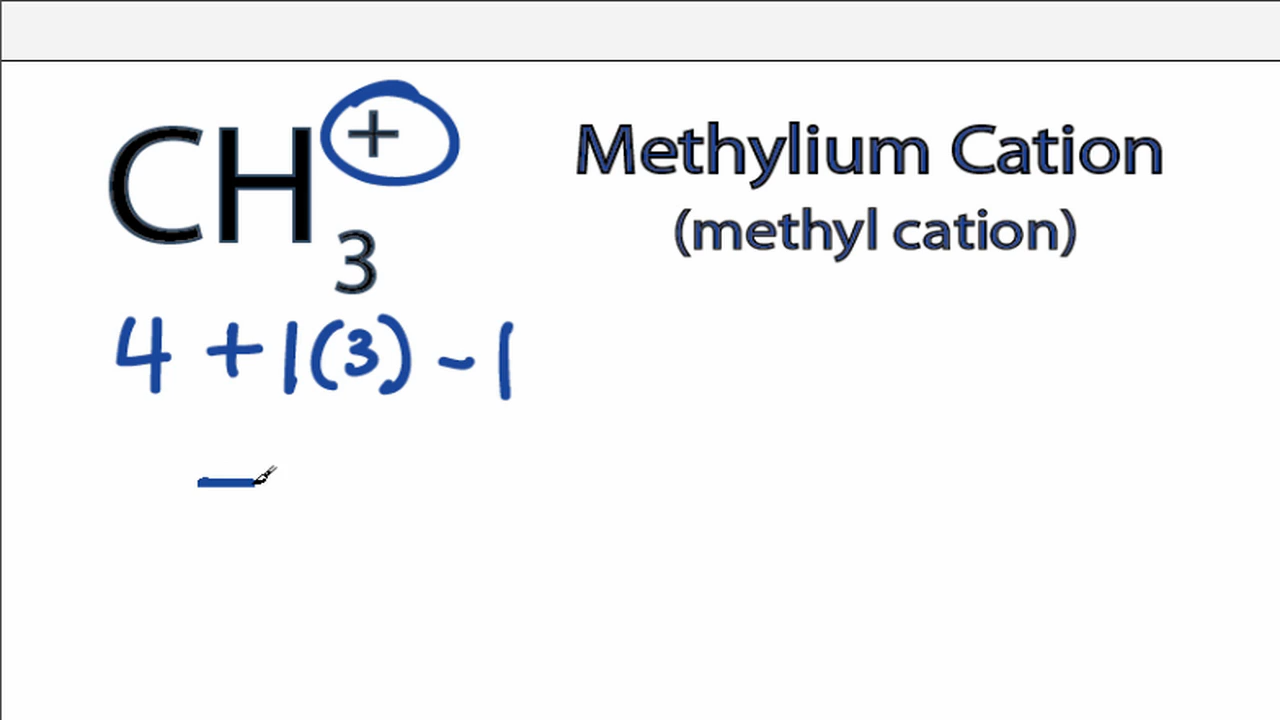 CH3+
Methylium Cation
(methyl cation)
4 + 1(3) - 1